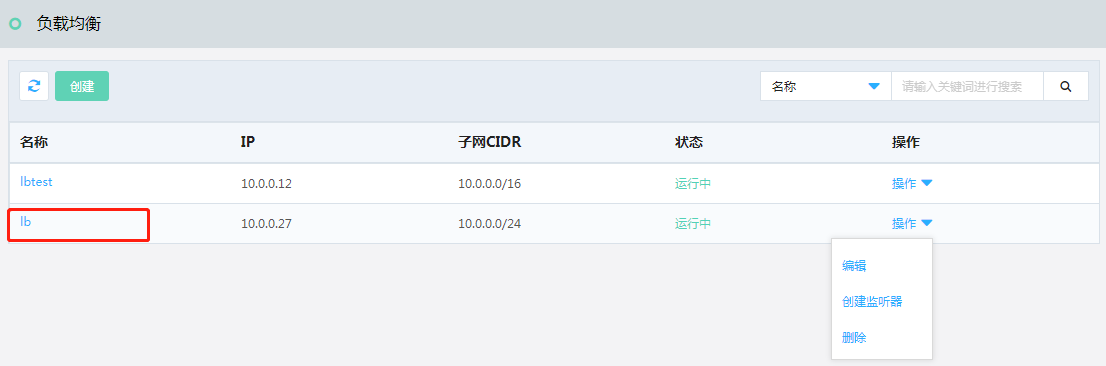 负载均衡
创建 名称 请输入关键词进行搜索
名称 IP 子网CIDR 状态 操作
lbtest 10.0.0.12 10.0.0.0/16 运行中 操作
lb 10.0.0.27 10.0.0.0/24 运行中 操作
编辑
创建监听器
删除